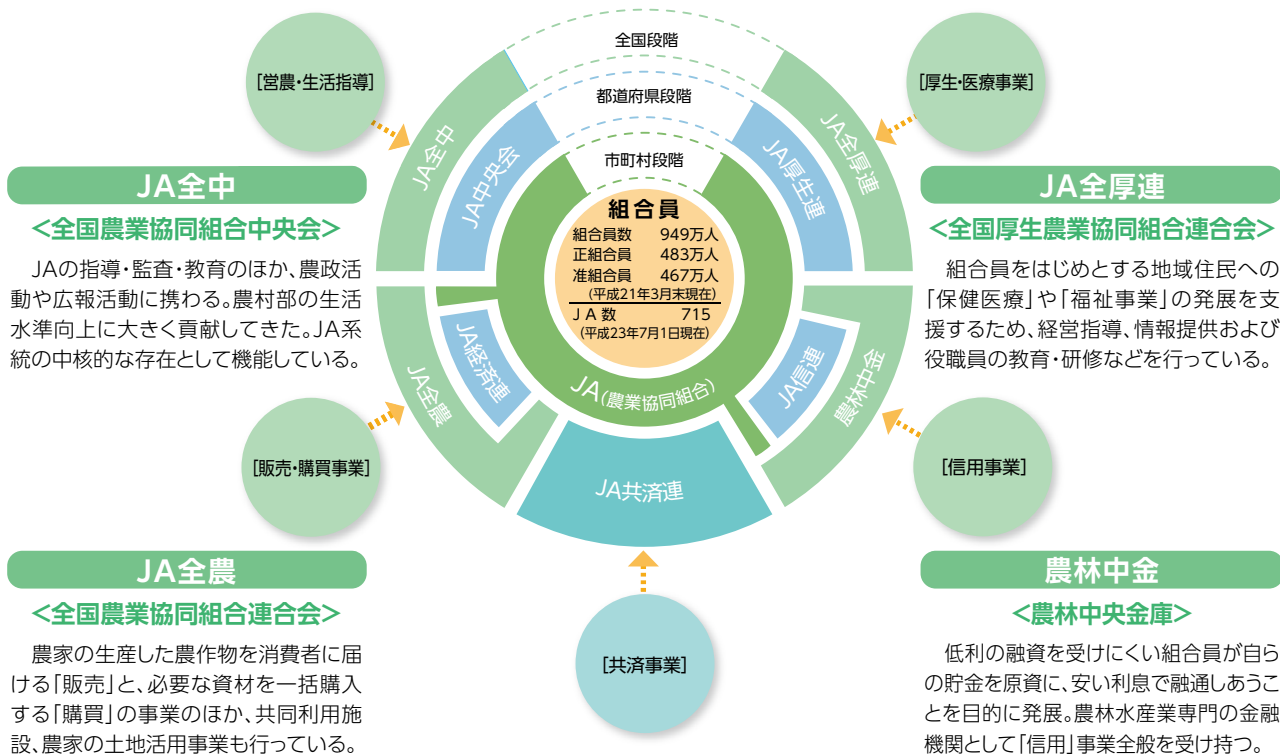 全国段階
都道府県段階
市町村段階
[営農・生活指導]
[厚生・医療事業]
JA全中
JA中央会
JA厚生連
JA全厚連
組合員
組合員数 949万人
正組合員 483万人
准組合員 467万人
(平成21年3月末現在)
JA数 715
(平成23年7月1日現在)
JA(農業協同組合)
JA経済連
JA全農
JA信連
農林中金
JA共済連
[販売・購買事業]
[信用事業]
[共済事業]
JA全中
<全国農業協同組合中央会>
JAの指導・監査・教育のほか、農政活
動や広報活動に携わる。農村部の生活
水準向上に大きく貢献してきた。JA系
統の中核的な存在として機能している。
JA全厚連
<全国厚生農業協同組合連合会>
組合員をはじめとする地域住民への
「保健医療」や「福祉事業」の発展を支
援するため、経営指導、情報提供および
役職員の教育・研修などを行っている。
JA全農
<全国農業協同組合連合会>
農家の生産した農作物を消費者に届
ける「販売」と、必要な資材を一括購入
する「購買」の事業のほか、共同利用施
設、農家の土地活用事業も行っている。
農林中金
<農林中央金庫>
低利の融資を受けにくい組合員が自ら
の貯金を原資に、安い利息で融通しあうこ
とを目的に発展。農林水産業専門の金融
機関として「信用」事業全般を受け持つ。